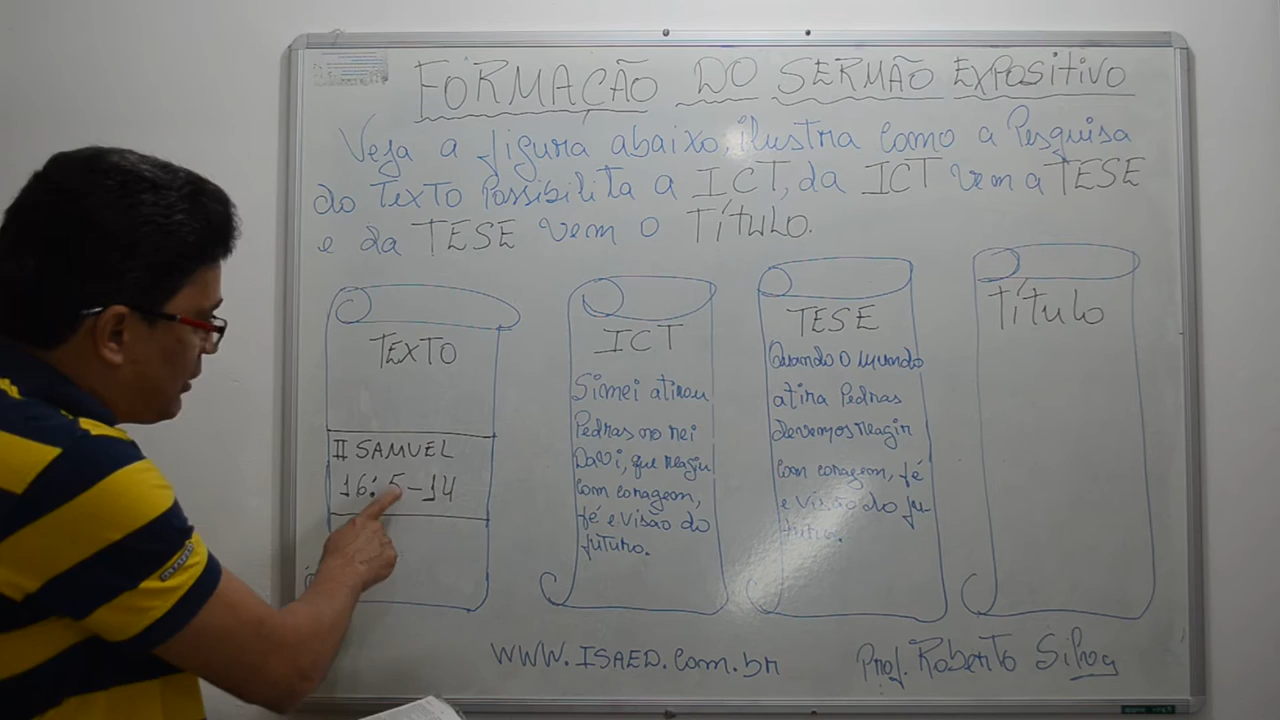 FORMAÇÃO DO SERMÃO EXPOSITIVO
Veja a figura abaixo, ilustra como a Pesquisa
do TEXTO Possibilita a ICT, da ICT vem a TESE
e da TESE vem o TÍTULO.
TEXTO
II SAMUEL
16:5-14
ICT
Simei atirou
Pedras no rei
Davi, que reagiu
com coragem,
fé e visão do
futuro.
TESE
Quando o mundo
atira Pedras
devemos reagir
com coragem, fé
e visão do fu-
turo.
Título
WWW.ISAED.com.br
Prof. Roberto Silva